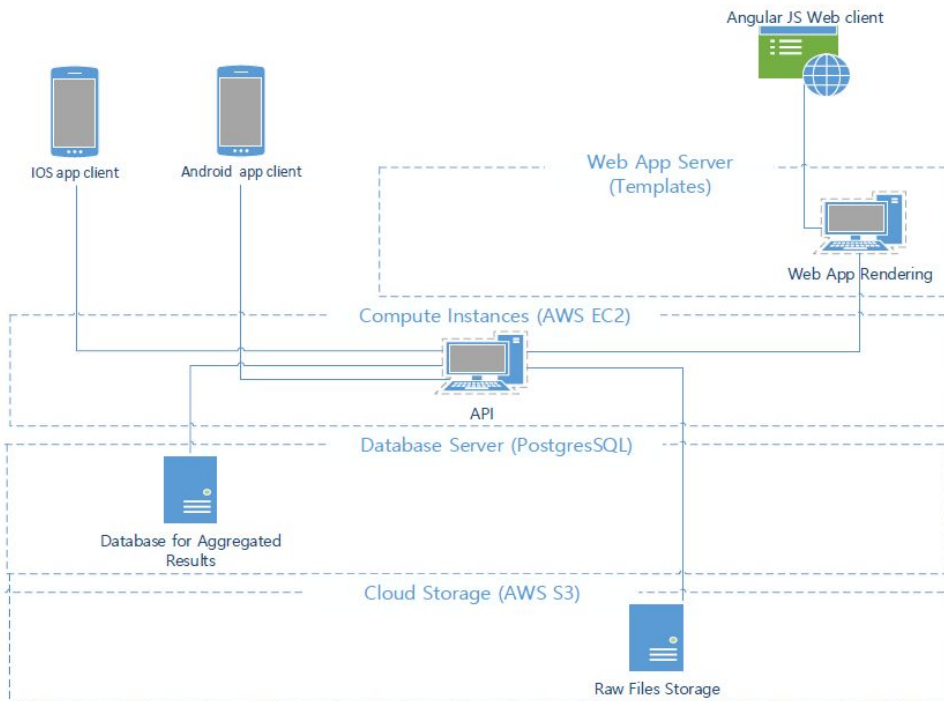 Angular JS Web client
IOS app client
Android app client
Web App Server
(Templates)
Web App Rendering
Compute Instances (AWS EC2)
API
Database Server (PostgresSQL)
Database for Aggregated
Results
Cloud Storage (AWS S3)
Raw Files Storage